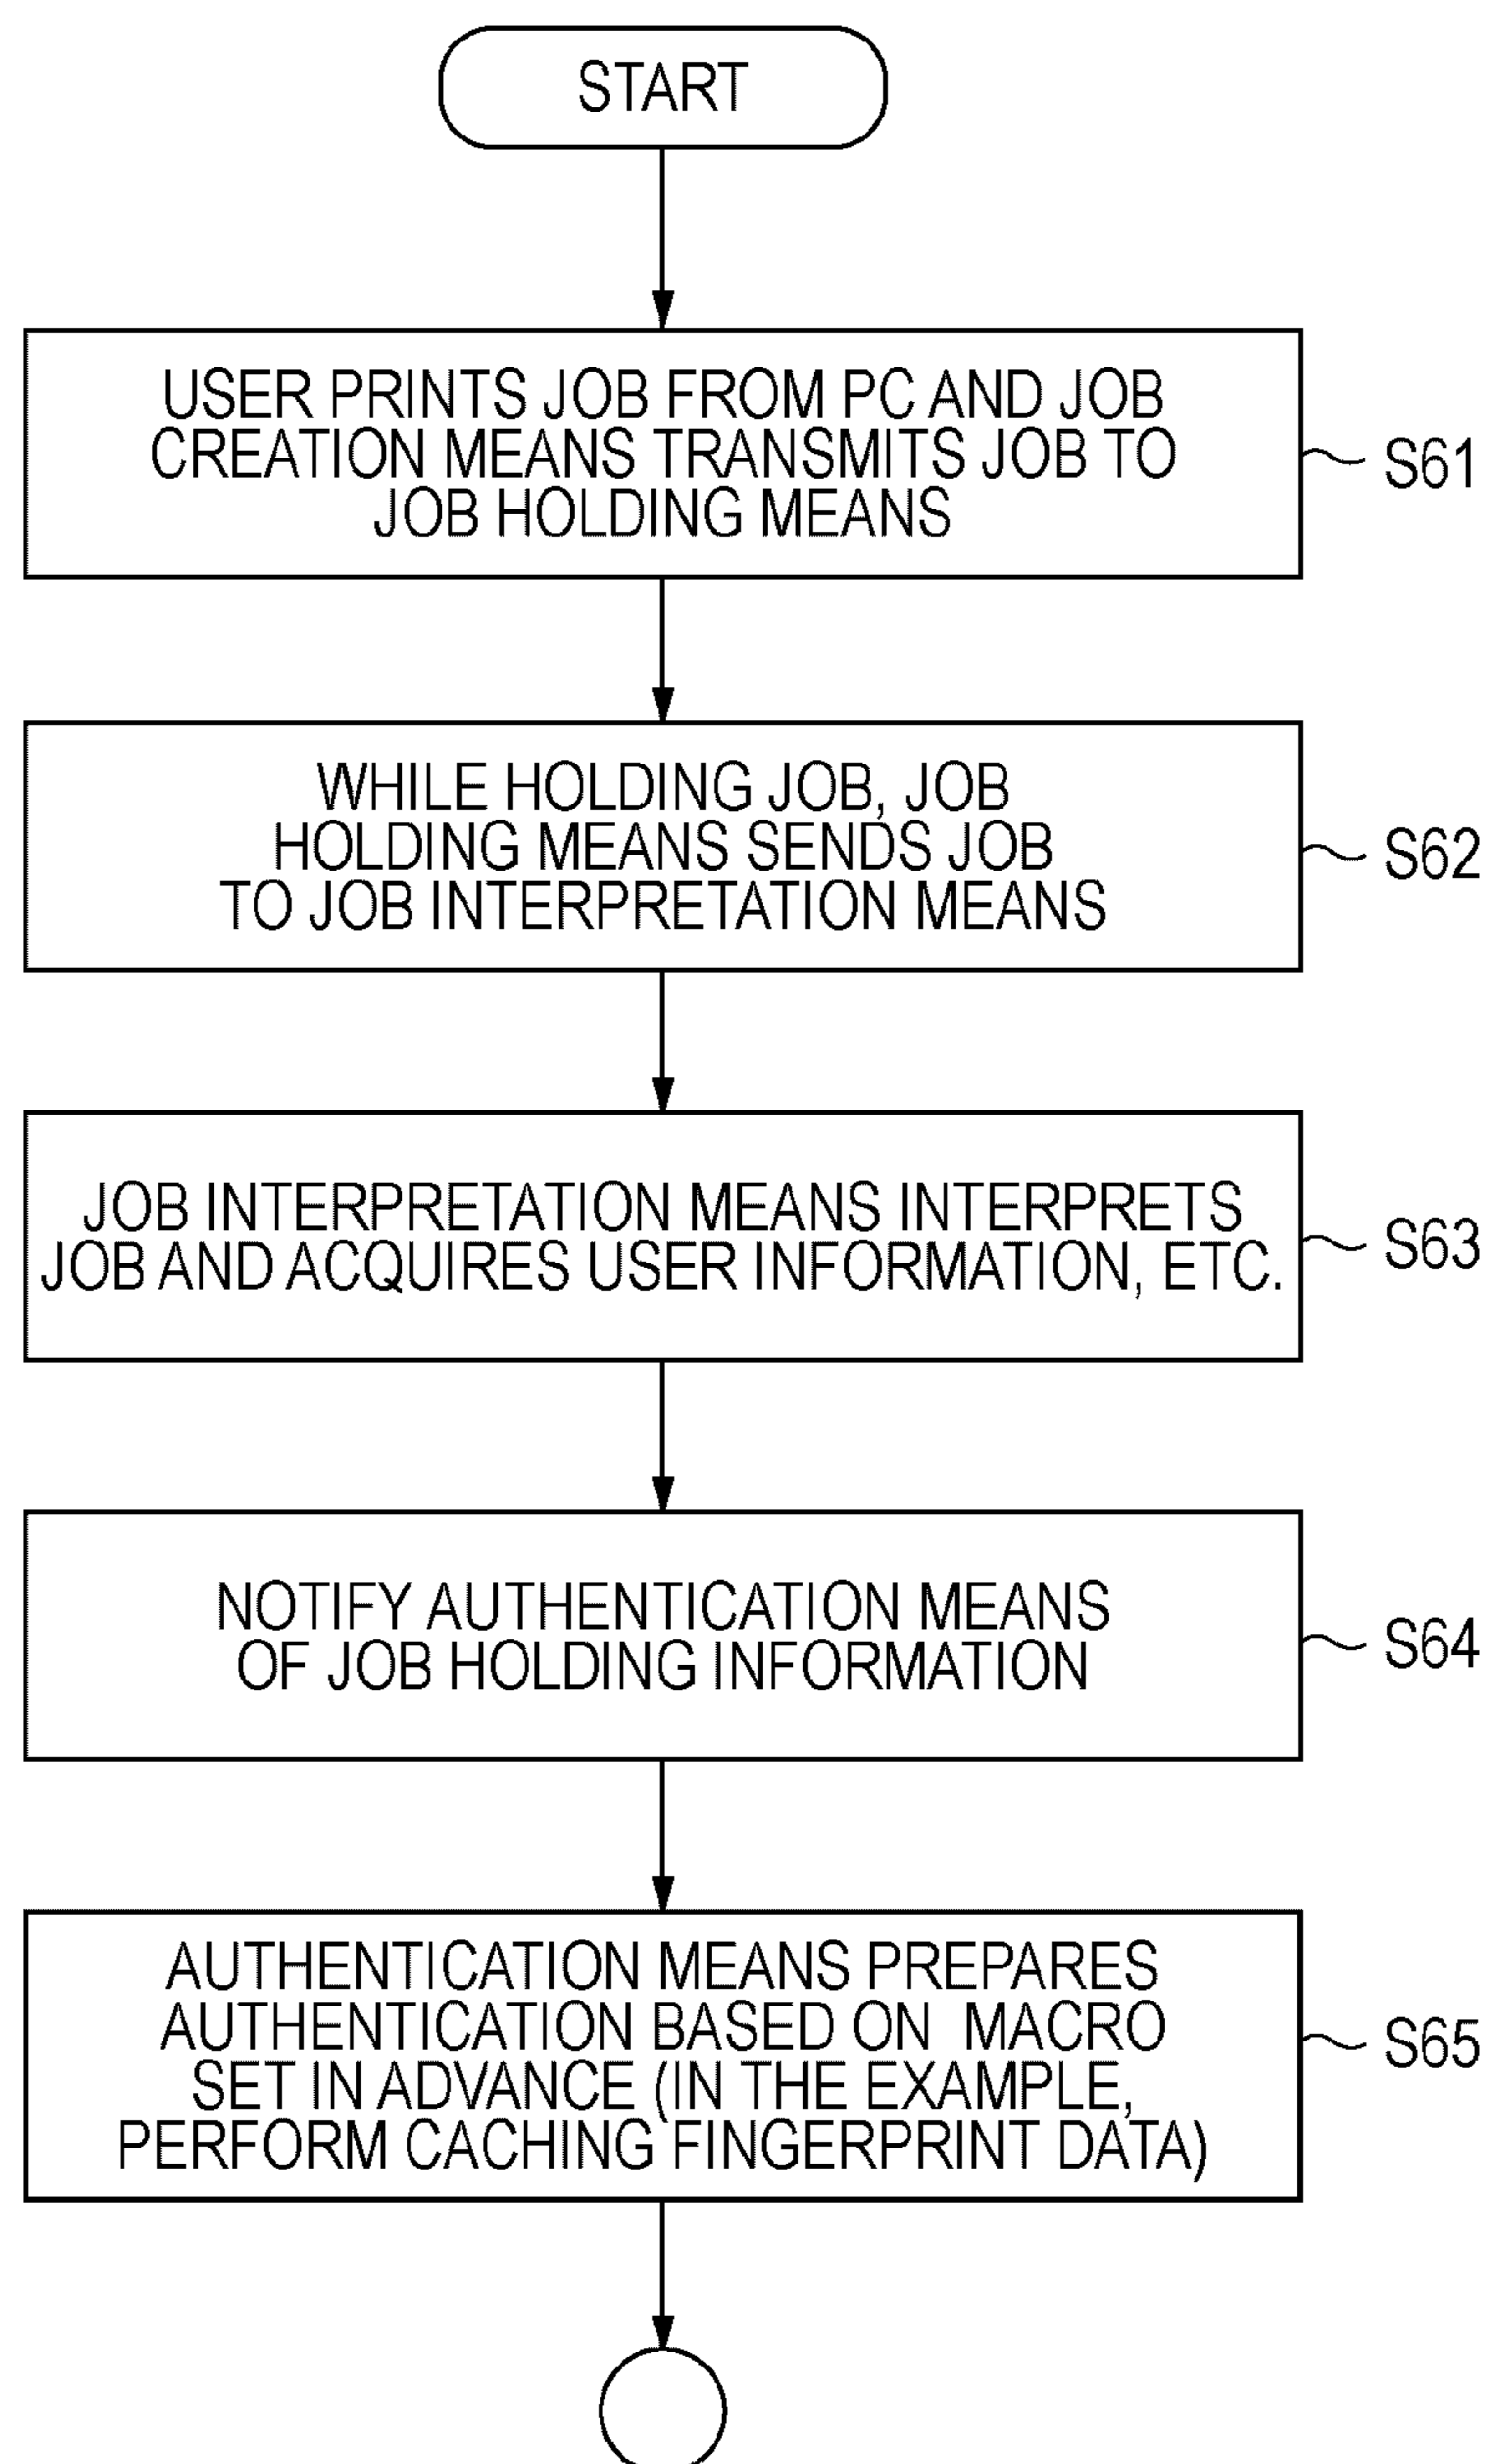 START
USER PRINTS JOB FROM PC AND JOB
CREATION MEANS TRANSMITS JOB TO
JOB HOLDING MEANS
S61
WHILE HOLDING JOB, JOB
HOLDING MEANS SENDS JOB
TO JOB INTERPRETATION MEANS
S62
JOB INTERPRETATION MEANS INTERPRETS
JOB AND ACQUIRES USER INFORMATION, ETC.
S63
NOTIFY AUTHENTICATION MEANS
OF JOB HOLDING INFORMATION
S64
AUTHENTICATION MEANS PREPARES
AUTHENTICATION BASED ON MACRO
SET IN ADVANCE (IN THE EXAMPLE,
PERFORM CACHING FINGERPRINT DATA)
S65